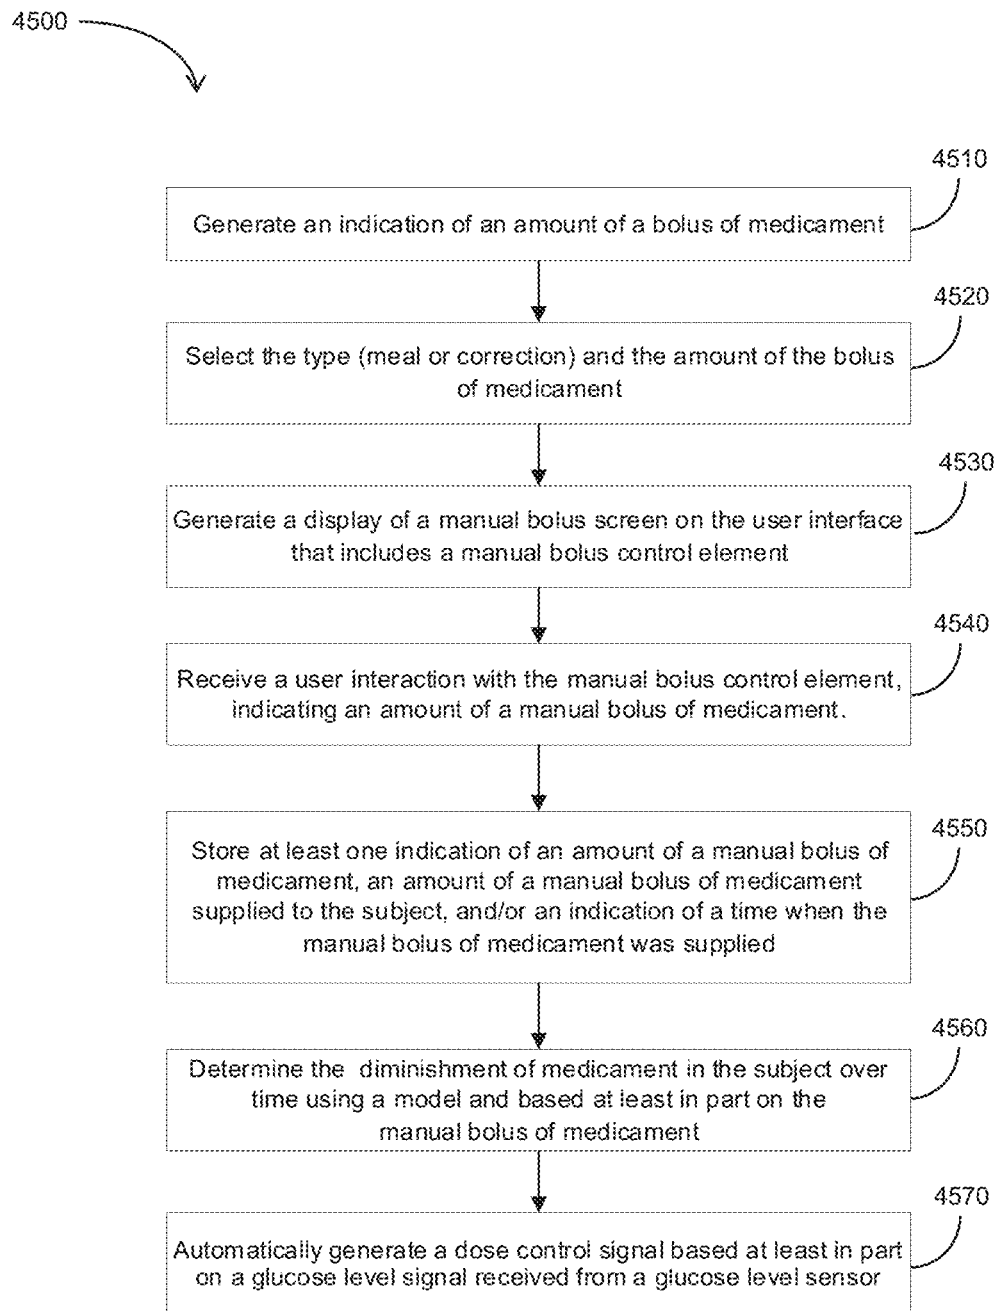 4500
4510
Generate an indication of an amount of a bolus of medicament
4520
Select the type (meal or correction) and the amount of the bolus
of medicament
4530
Generate a display of a manual bolus screen on the user interface
that includes a manual bolus control element
4540
Receive a user interaction with the manual bolus control element,
indicating an amount of a manual bolus of medicament.
4550
Store at least one indication of an amount of a manual bolus of
medicament, an amount of a manual bolus of medicament
supplied to the subject, and/or an indication of a time when the
manual bolus of medicament was supplied
4560
Determine the diminishment of medicament in the subject over
time using a model and based at least in part on the
manual bolus of medicament
4570
Automatically generate a dose control signal based at least in part
on a glucose level signal received from a glucose level sensor